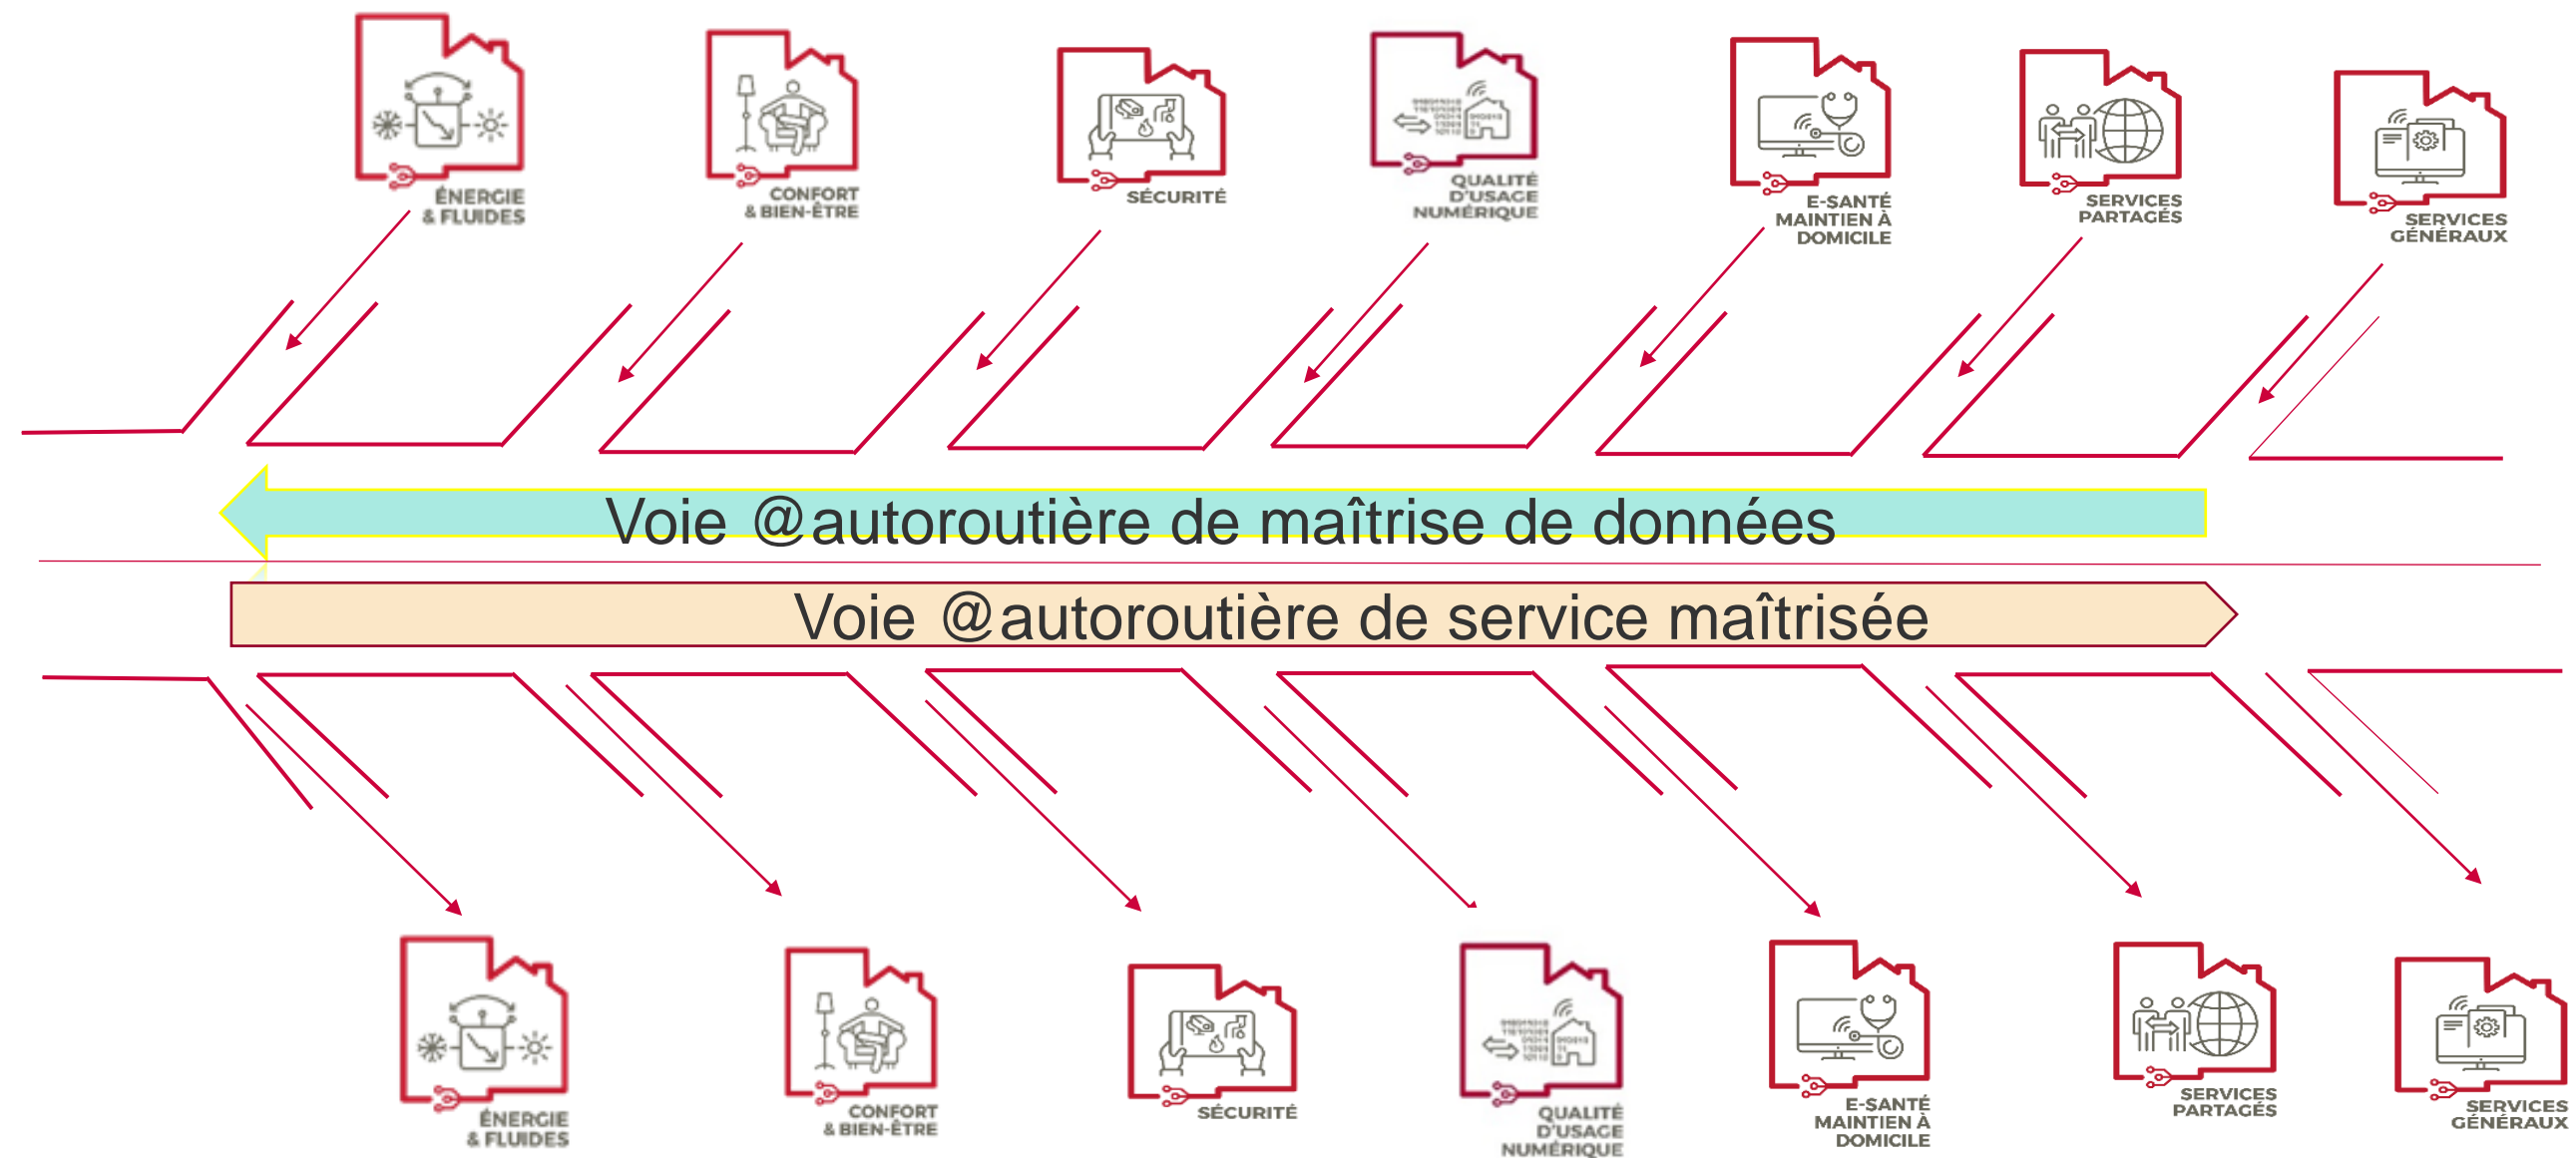 ÉNERGIE
& FLUIDES
CONFORT
& BIEN-ÊTRE
SÉCURITÉ
QUALITÉ
D'USAGE
NUMÉRIQUE
E-SANTÉ
MAINTIEN À
DOMICILE
SERVICES
PARTAGÉS
SERVICES
GÉNÉRAUX
Voie @autoroutière de maîtrise de données
Voie @autoroutière de service maîtrisée
ÉNERGIE
& FLUIDES
CONFORT
& BIEN-ÊTRE
SÉCURITÉ
QUALITÉ
D'USAGE
NUMÉRIQUE
E-SANTÉ
MAINTIEN À
DOMICILE
SERVICES
PARTAGÉS
SERVICES
GÉNÉRAUX